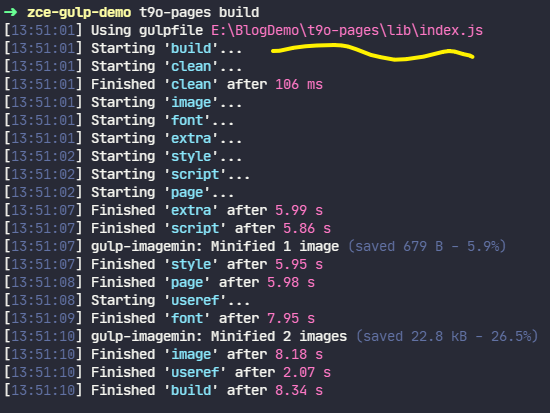 ➜ zce-gulp-demo t9o-pages build
[13:51:01] Using gulpfile E:\BlogDemo\t9o-pages\lib\index.js
[13:51:01] Starting 'build'...
[13:51:01] Starting 'clean'...
[13:51:01] Finished 'clean' after 106 ms
[13:51:01] Starting 'image'...
[13:51:01] Starting 'font'...
[13:51:01] Starting 'extra'...
[13:51:02] Starting 'style'...
[13:51:02] Starting 'script'...
[13:51:02] Starting 'page'...
[13:51:07] Finished 'extra' after 5.99 s
[13:51:07] Finished 'script' after 5.86 s
[13:51:07] gulp-imagemin: Minified 1 image (saved 679 B - 5.9%)
[13:51:07] Finished 'style' after 5.95 s
[13:51:08] Finished 'page' after 5.98 s
[13:51:08] Starting 'useref'...
[13:51:09] Finished 'font' after 7.95 s
[13:51:10] gulp-imagemin: Minified 2 images (saved 22.8 kB - 26.5%)
[13:51:10] Finished 'image' after 8.18 s
[13:51:10] Finished 'useref' after 2.07 s
[13:51:10] Finished 'build' after 8.34 s